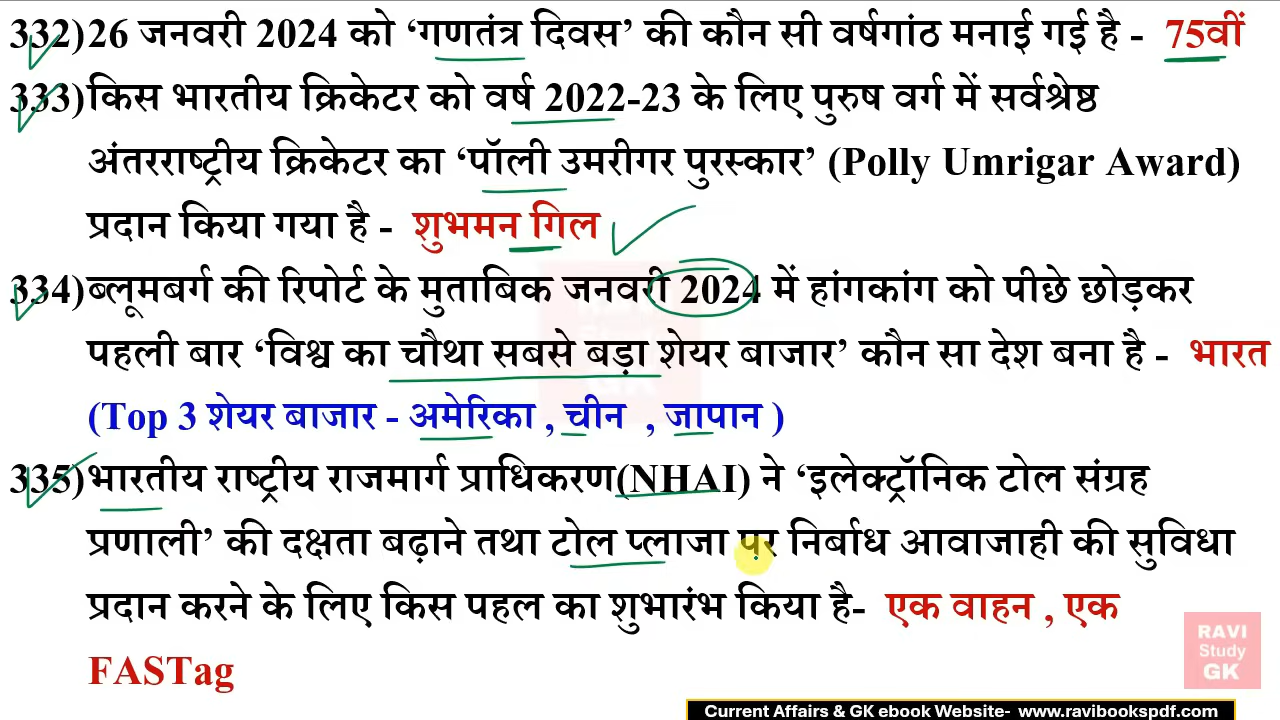 332) 26 जनवरी 2024 को ‘गणतंत्र दिवस’ की कौन सी वर्षगांठ मनाई गई है - 75वीं
333) किस भारतीय क्रिकेटर को वर्ष 2022-23 के लिए पुरुष वर्ग में सर्वश्रेष्ठ
अंतरराष्ट्रीय क्रिकेटर का ‘पॉली उमरीगर पुरस्कार’ (Polly Umrigar Award)
प्रदान किया गया है - शुभमन गिल
334) ब्लूमबर्ग की रिपोर्ट के मुताबिक जनवरी 2024 में हांगकांग को पीछे छोड़कर
पहली बार ‘विश्व का चौथा सबसे बड़ा शेयर बाजार’ कौन सा देश बना है - भारत
(Top 3 शेयर बाजार - अमेरिका , चीन , जापान )
335) भारतीय राष्ट्रीय राजमार्ग प्राधिकरण(NHAI) ने ‘इलेक्ट्रॉनिक टोल संग्रह
प्रणाली’ की दक्षता बढ़ाने तथा टोल प्लाजा पर निर्बाध आवाजाही की सुविधा
प्रदान करने के लिए किस पहल का शुभारंभ किया है- एक वाहन , एक
FASTag
RAVI
Study
GK
Current Affairs & GK ebook Website- www.ravibookspdf.com